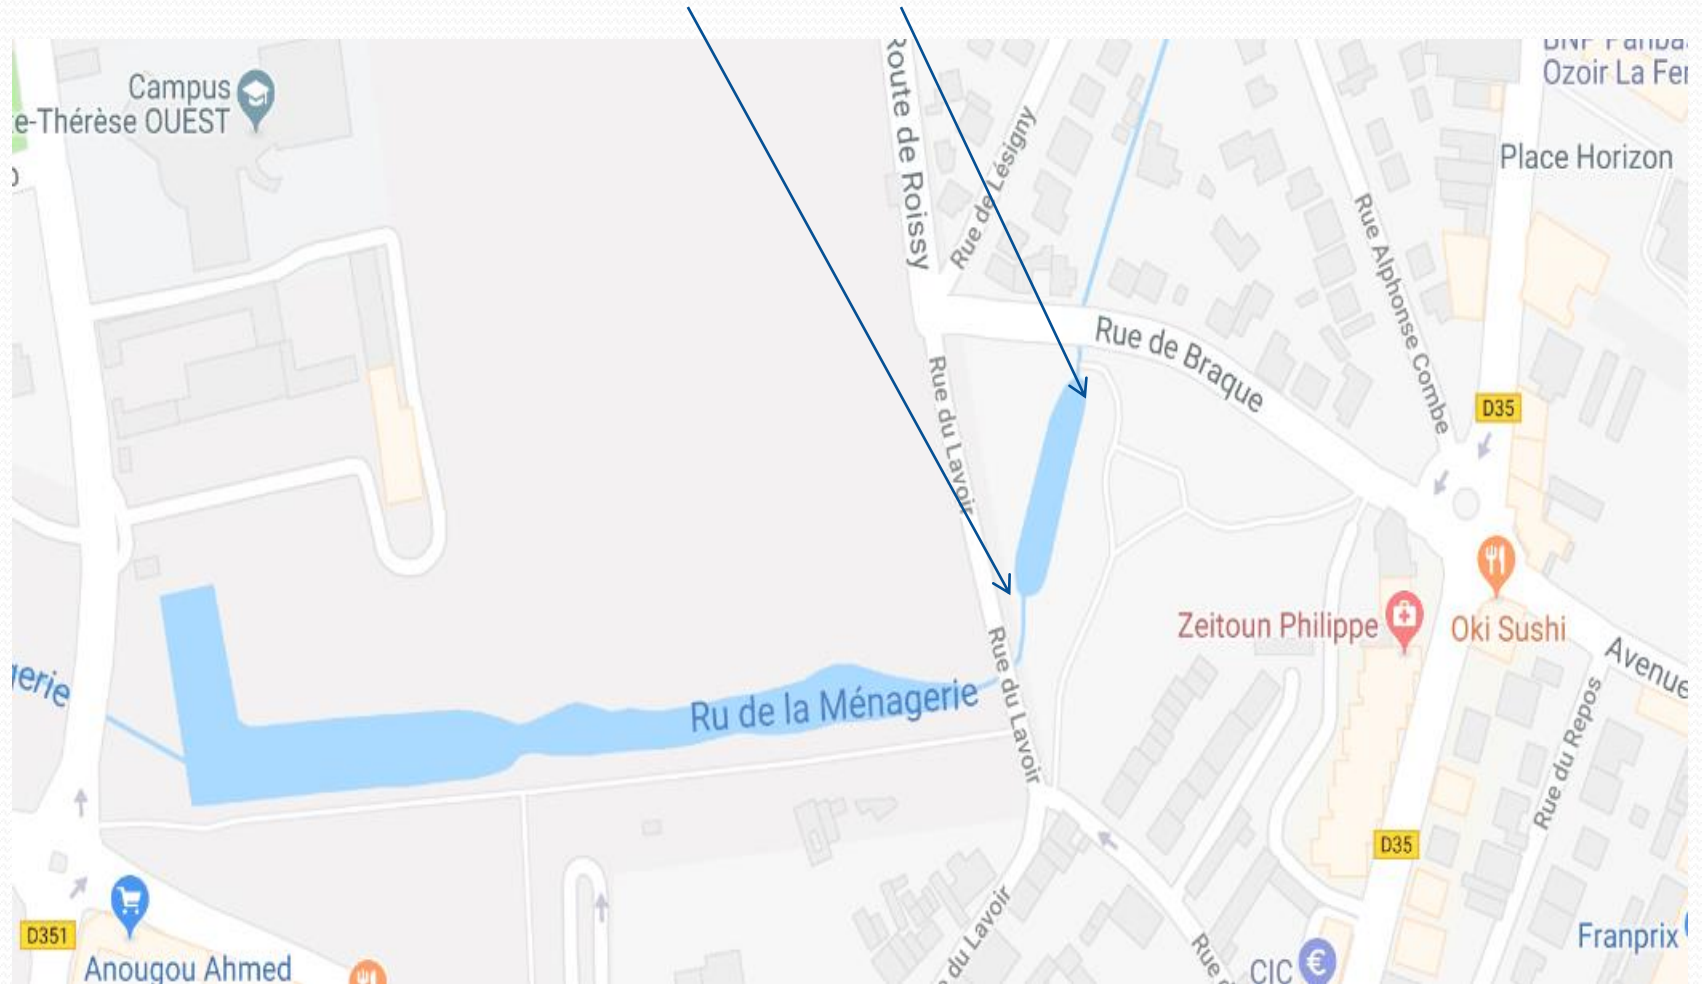 Campus
e-Thérèse OUEST
Route de Roissy
Rue de Lésigny
Ozoir La Fer
Place Horizon
Rue Alphonse Combe
Rue de Braque
D35
Rue du Lavoir
Zeitoun Philippe
Oki Sushi
Avenue
gerie
Ru de la Ménagerie
Rue du Lavoir
Rue du Repos
D35
D351
Anougou Ahmed
du Lavoir
Rue
CIC
€
Franprix